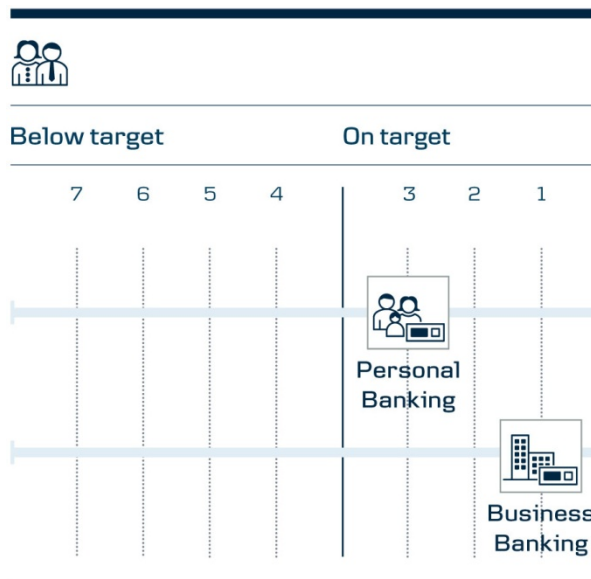 Below target On target
7 6 5 4 3 2 1
Personal
Banking
Business
Banking